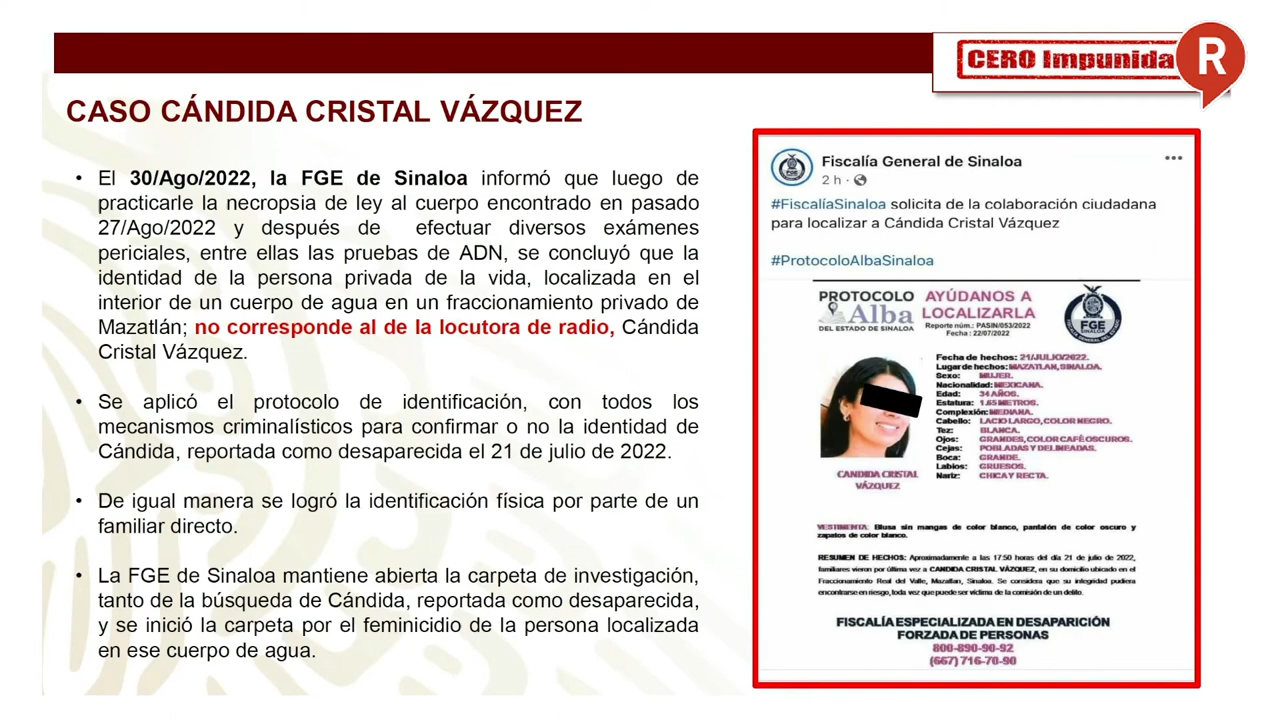 CERO Impunida
R
CASO CÁNDIDA CRISTAL VÁZQUEZ
• El 30/Ago/2022, la FGE de Sinaloa informó que luego de
practicarle la necropsia de ley al cuerpo encontrado en pasado
27/Ago/2022 y después de efectuar diversos exámenes
periciales, entre ellas las pruebas de ADN, se concluyó que la
identidad de la persona privada de la vida, localizada en el
interior de un cuerpo de agua en un fraccionamiento privado de
Mazatlán; no corresponde al de la locutora de radio, Cándida
Cristal Vázquez.
• Se aplicó el protocolo de identificación, con todos los
mecanismos criminalísticos para confirmar o no la identidad de
Cándida, reportada como desaparecida el 21 de julio de 2022.
• De igual manera se logró la identificación física por parte de un
familiar directo.
• La FGE de Sinaloa mantiene abierta la carpeta de investigación,
tanto de la búsqueda de Cándida, reportada como desaparecida,
y se inició la carpeta por el feminicidio de la persona localizada
en ese cuerpo de agua.
Fiscalía General de Sinaloa
2 h ·
#FiscalíaSinaloa solicita de la colaboración ciudadana
para localizar a Cándida Cristal Vázquez
#ProtocoloAlbaSinaloa
PROTOCOLO
Alba
DEL ESTADO DE SINALOA
AYÚDANOS A
LOCALIZARLA
Reporte núm.: PASIN/053/2022
Fecha : 22/07/2022
FGE
Fecha de hechos: 21/JULIO/2022.
Lugar de hechos: MAZATLAN, SINALOA.
Sexo: MUJER.
Nacionalidad: MEXICANA.
Edad: 34 AÑOS.
Estatura: 1.65 METROS.
Complexión: MEDIANA.
Cabello: LACIO LARGO, COLOR NEGRO.
Tez: BLANCA.
Ojos: GRANDES, COLOR CAFÉ OSCUROS.
Cejas: POBLADAS Y DELINEADAS.
Boca: GRANDE.
Labios: GRUESOS.
Nariz: CHICA Y RECTA.
CANDIDA CRISTAL
VÁZQUEZ
VESTIMENTA: Blusa sin mangas de color blanco, pantalón de color oscuro y
zapatos de color blanco.
RESUMEN DE HECHOS: Aproximadamente a las 17:50 horas del día 21 de julio de 2022,
familiares vieron por última vez a CANDIDA CRISTAL VÁZQUEZ, en su domicilio ubicado en el
Fraccionamiento Real del Valle, Mazatlan, Sinaloa. Se considera que su integridad pudiera
encontrarse en riesgo, toda vez que puede ser víctima de la comisión de un delito.
FISCALÍA ESPECIALIZADA EN DESAPARICIÓN
FORZADA DE PERSONAS
800-890-90-92
(667) 716-70-90